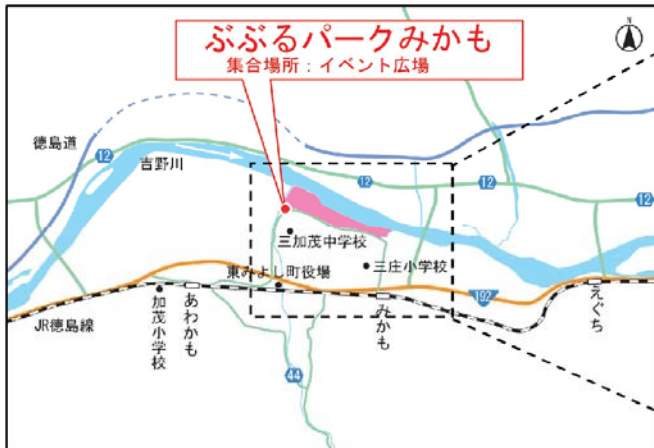 ぶぶるパークみかも
集合場所：イベント広場
N
徳島道
12
吉野川
12
12
12
三加茂中学校
東みよし町役場
三庄小学校
192
JR徳島線
加茂小学校
あわかも
みかも
えぐち
44